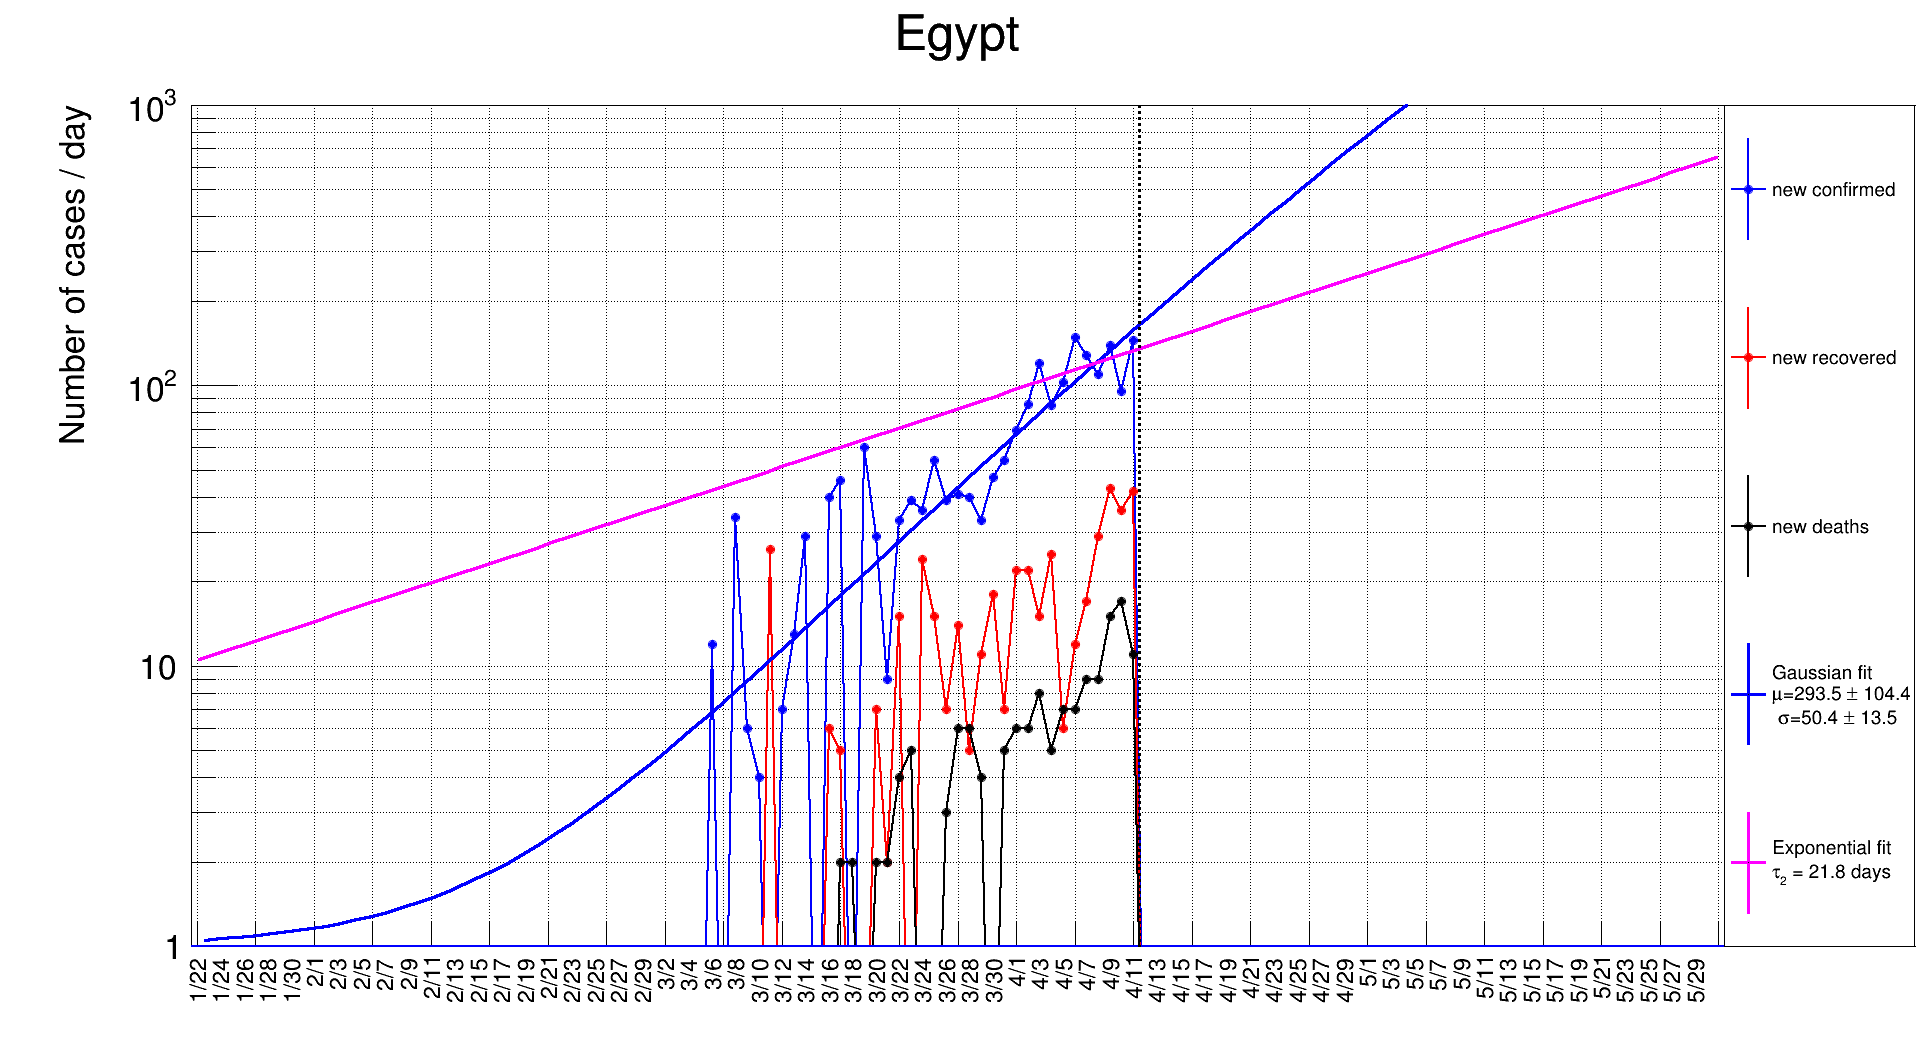 Egypt
Number of cases / day
10³
10²
10
1
1/22 1/24 1/26 1/28 1/30 2/1 2/3 2/5 2/7 2/9 2/11 2/13 2/15 2/17 2/19 2/21 2/23 2/25 2/27 2/29 3/2 3/4 3/6 3/8 3/10 3/12 3/14 3/16 3/18 3/20 3/22 3/24 3/26 3/28 3/30 4/1 4/3 4/5 4/7 4/9 4/11 4/13 4/15 4/17 4/19 4/21 4/23 4/25 4/27 4/29 5/1 5/3 5/5 5/7 5/9 5/11 5/13 5/15 5/17 5/19 5/21 5/23 5/25 5/27 5/29
new confirmed
new recovered
new deaths
Gaussian fit
μ=293.5 ± 104.4
σ=50.4 ± 13.5
Exponential fit
τ₂ = 21.8 days